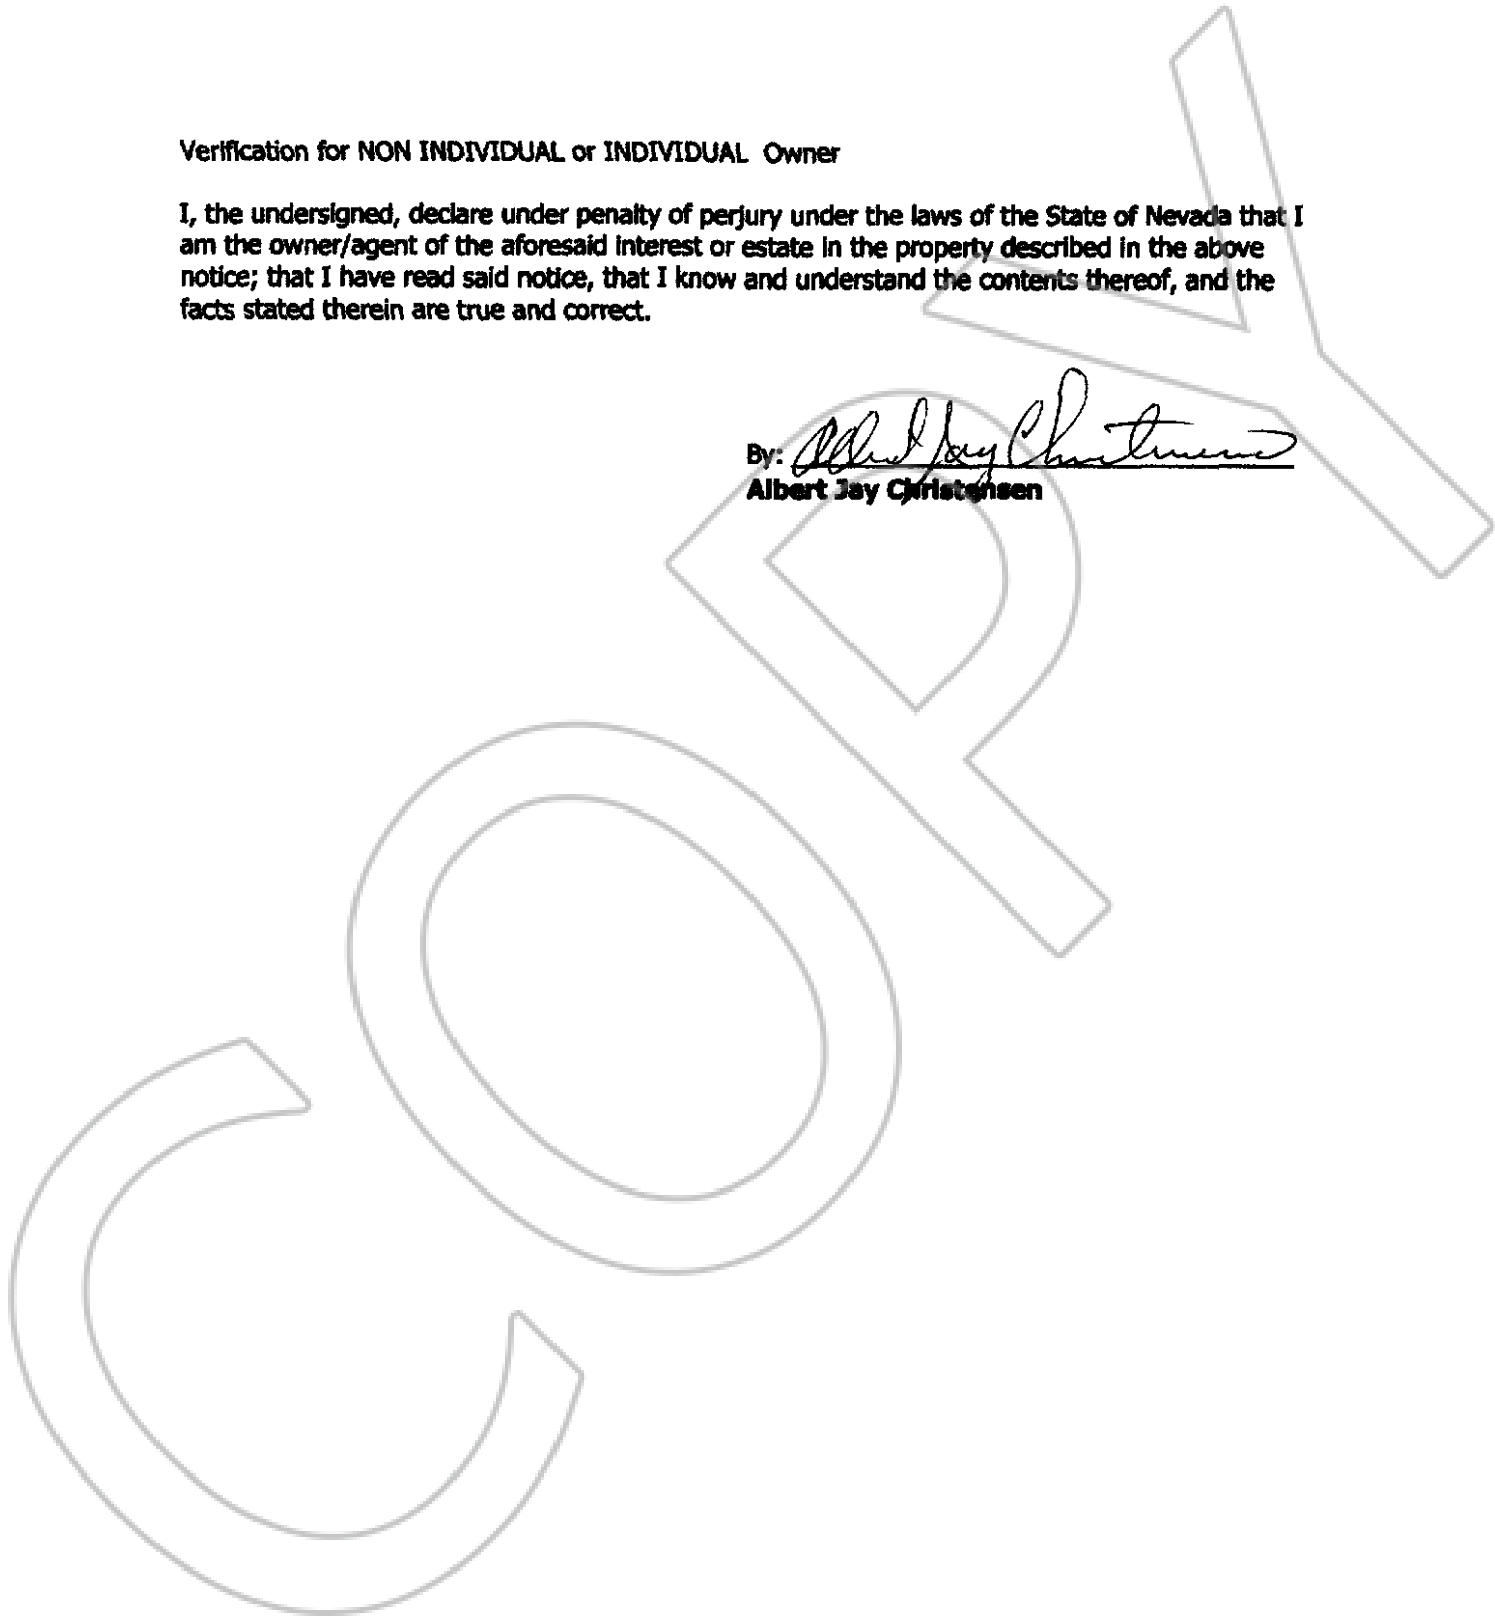 Verification for NON INDIVIDUAL or INDIVIDUAL Owner
I, the undersigned, declare under penalty of perjury under the laws of the State of Nevada that I
am the owner/agent of the aforesaid interest or estate in the property described in the above
notice; that I have read said notice, that I know and understand the contents thereof, and the
facts stated therein are true and correct.
By: Albert Jay Christensen
Albert Jay Christensen
COPY